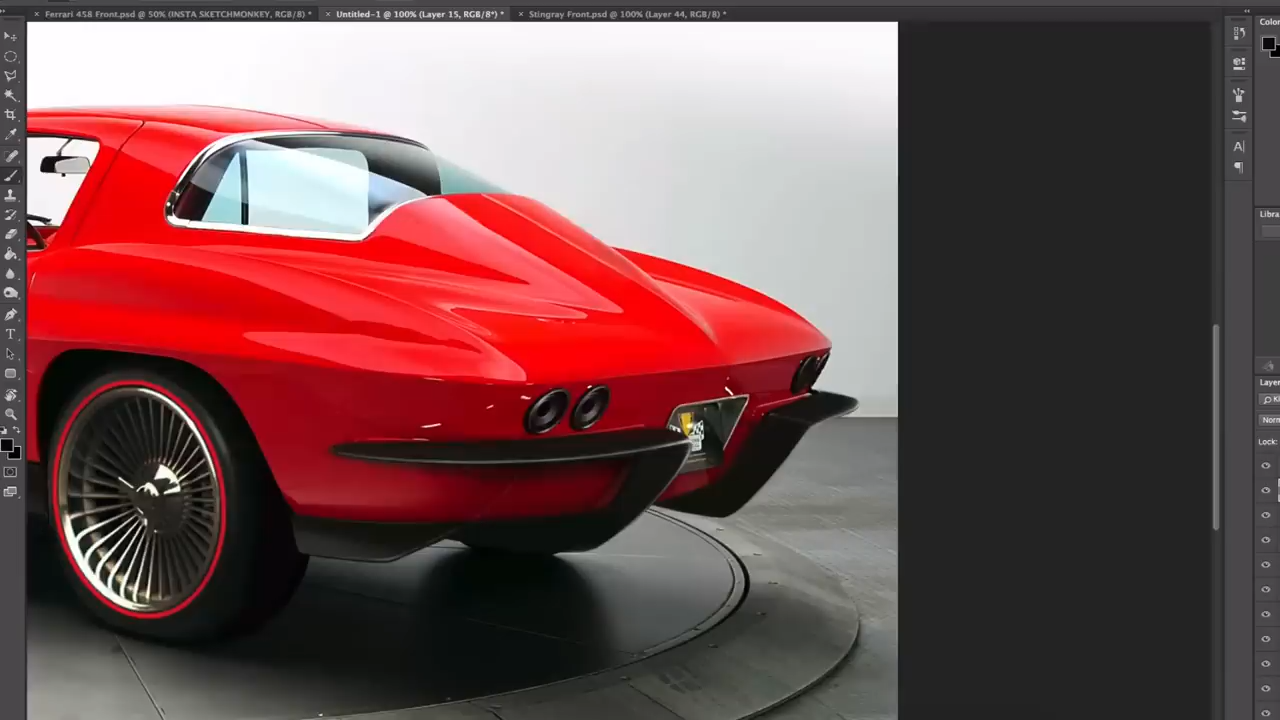 Ferrari 458 Front.psd @ 50% (INSTA SKETCHMONKEY, RGB/8) *
Untitled-1 @ 100% (Layer 15, RGB/8*) *
Stingray Front.psd @ 100% (Layer 44, RGB/8) *
Color
Libra
Layer
Norm
Lock: